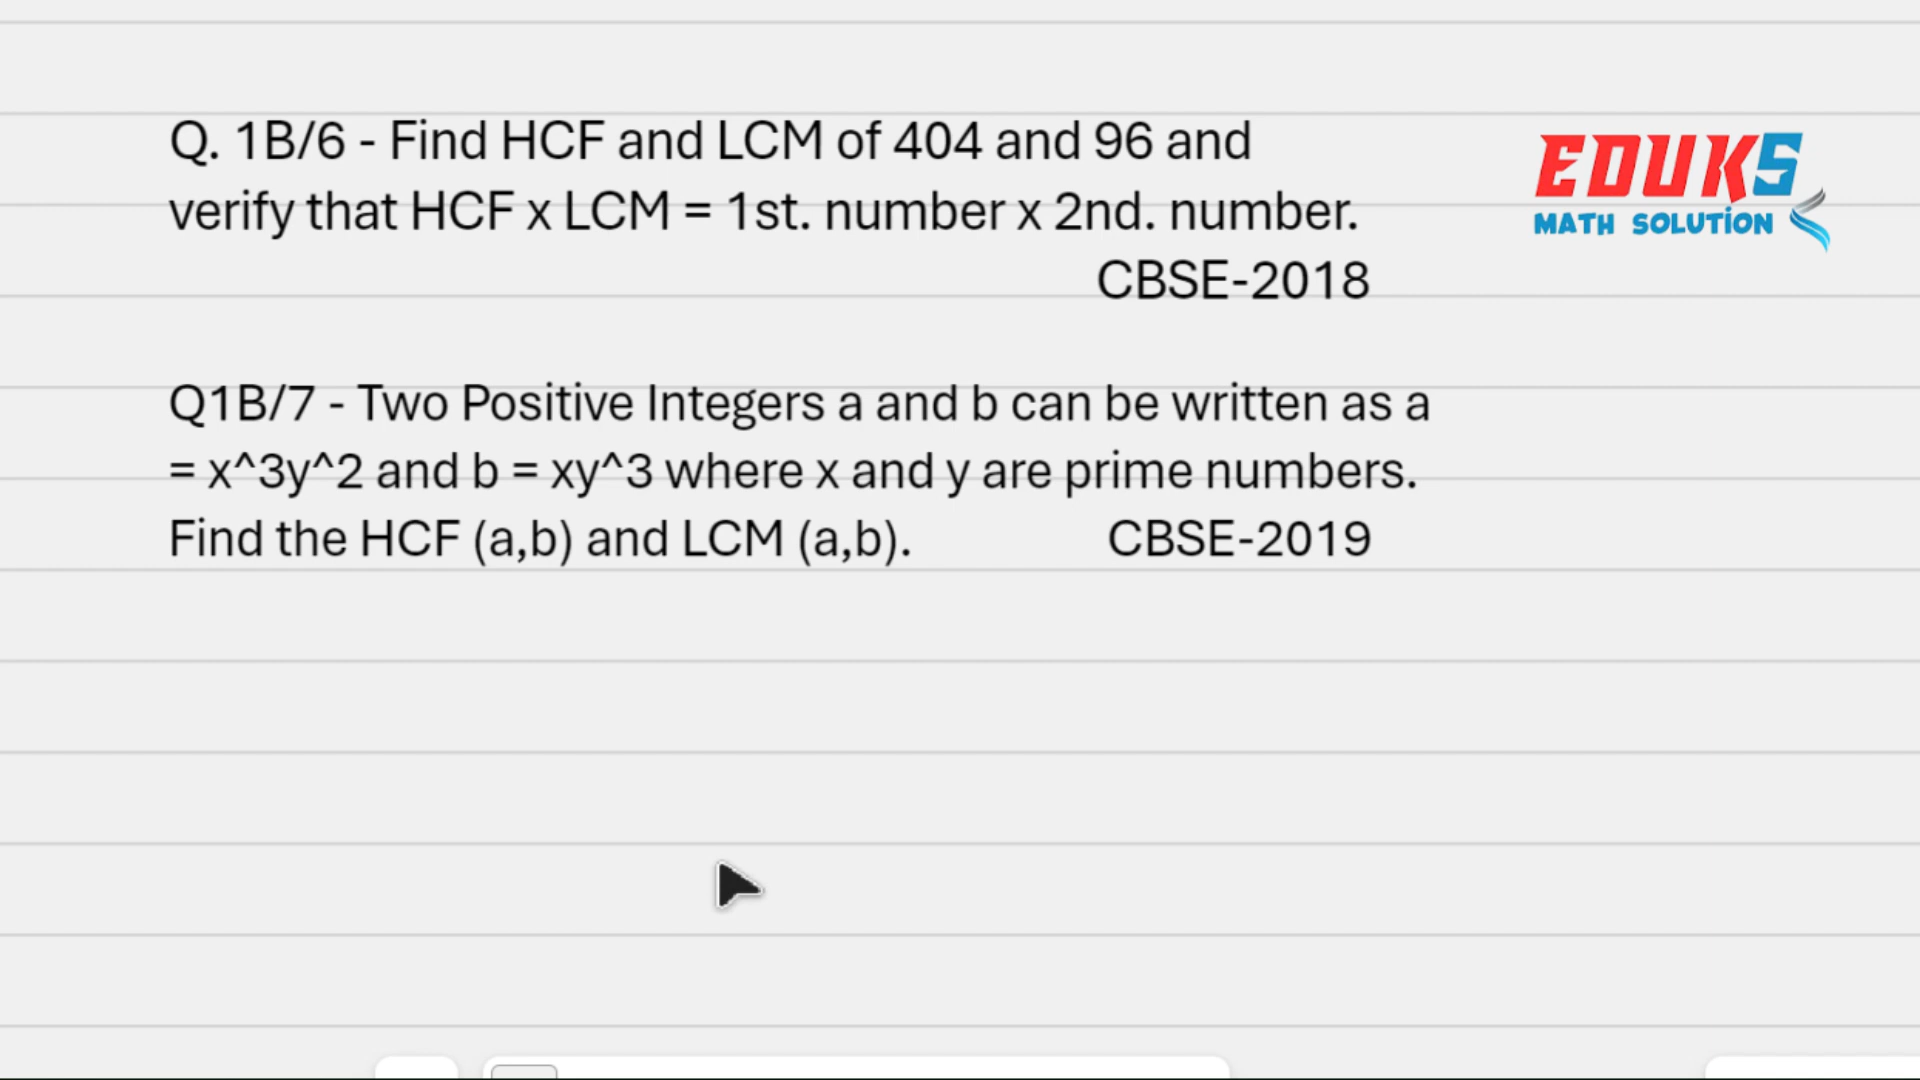 Q. 1B/6 - Find HCF and LCM of 404 and 96 and
verify that HCF x LCM = 1st. number x 2nd. number.
CBSE-2018
EDUKS
MATH SOLUTION
Q1B/7 - Two Positive Integers a and b can be written as a
= x^3y^2 and b = xy^3 where x and y are prime numbers.
Find the HCF (a,b) and LCM (a,b). CBSE-2019